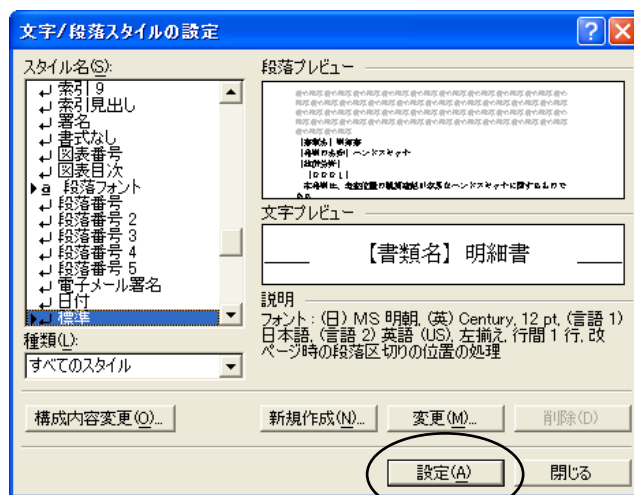 文字/段落スタイルの設定
スタイル名(S):
索引 9
索引見出し
署名
書式なし
図表番号
図表目次
a 段落フォント
段落番号
段落番号 2
段落番号 3
段落番号 4
段落番号 5
電子メール署名
日付
標準
種類(L):
すべてのスタイル
段落プレビュー
文字プレビュー
【書類名】明細書
説明
フォント : (日) MS 明朝, (英) Century, 12 pt, (言語 1)
日本語, (言語 2) 英語 (US), 左揃え, 行間 1 行, 改
ページ時の段落区切りの位置の処理
構成内容変更(O)...
新規作成(N)...
変更(M)...
削除(D)
設定(A)
閉じる